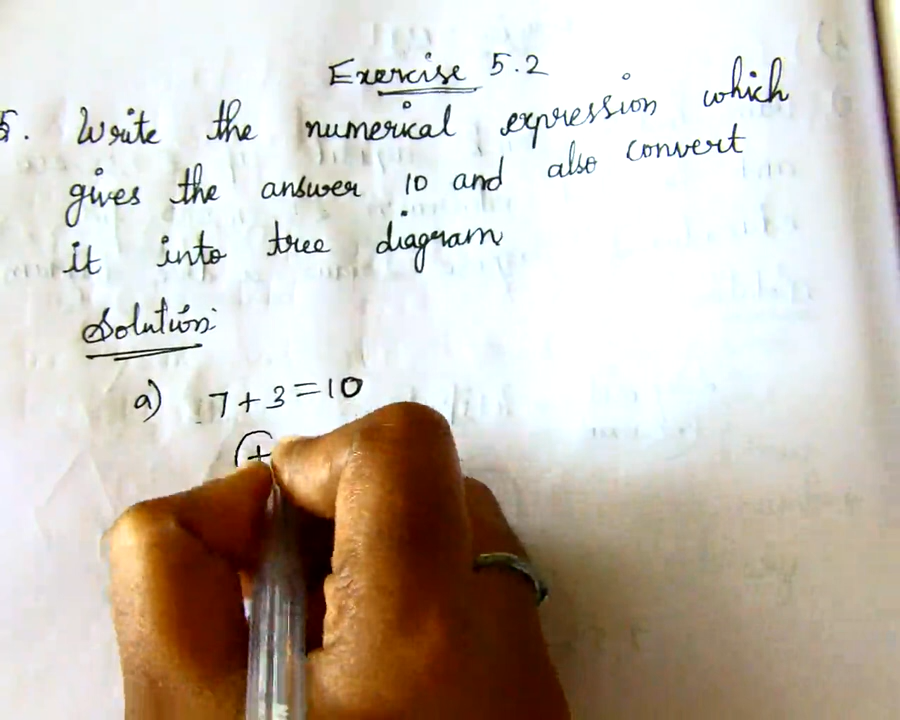 Exercise 5.2
5. Write the numerical expression which
gives the answer 10 and also convert
it into tree diagram
Solution:
a) 7+3=10
+